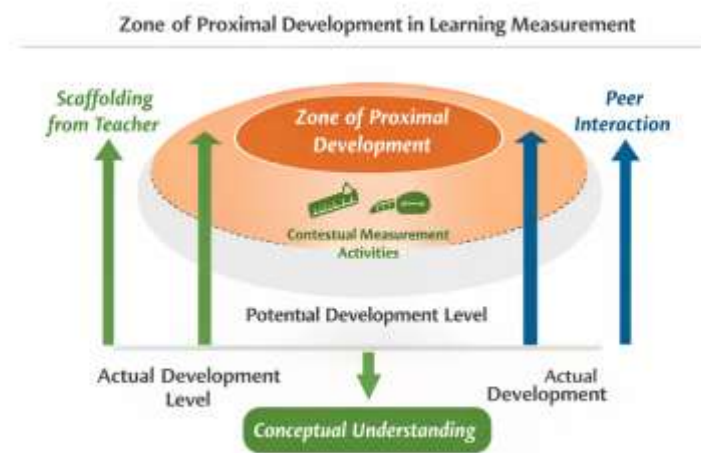 Zone of Proximal Development in Learning Measurement
Scaffolding
from Teacher
Zone of Proximal
Development
Peer
Interaction
Contextual Measurement
Activities
Potential Development Level
Actual Development
Level
Actual
Development
Conceptual Understanding